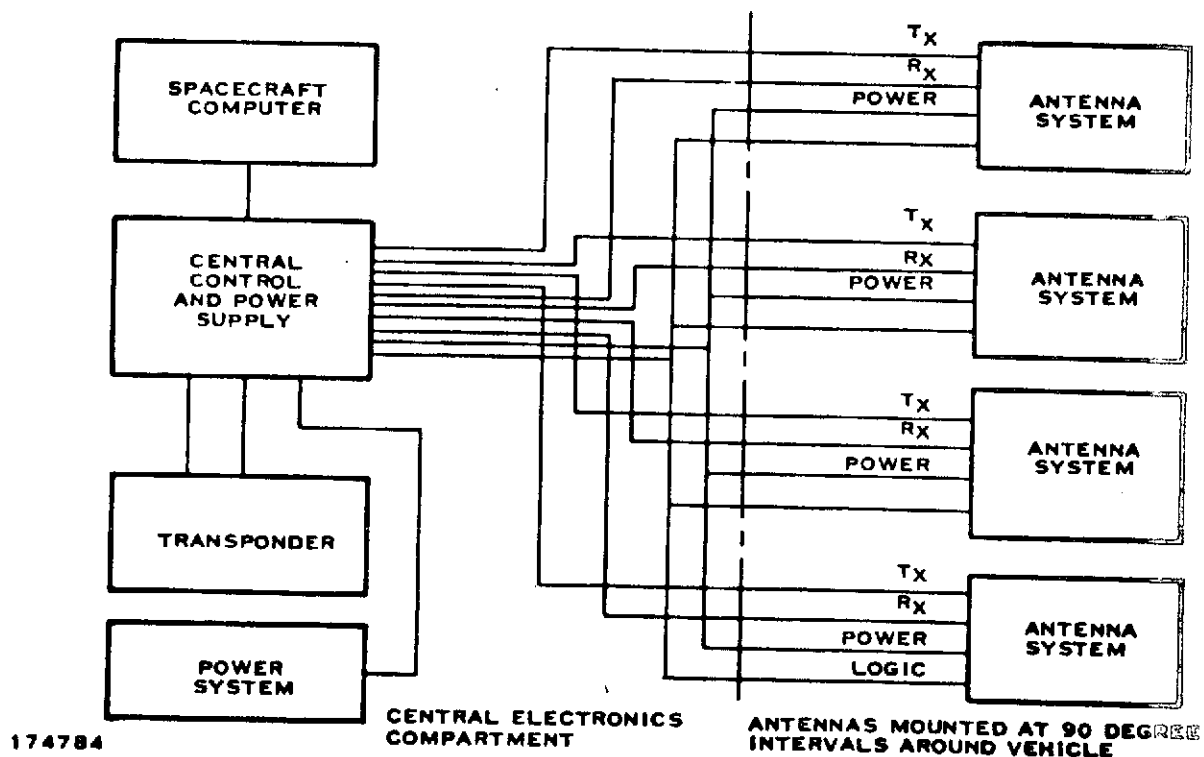 SPACECRAFT
COMPUTER
CENTRAL
CONTROL
AND POWER
SUPPLY
TRANSPONDER
POWER
SYSTEM
CENTRAL ELECTRONICS
COMPARTMENT
TX
RX
POWER
ANTENNA
SYSTEM
TX
RX
POWER
ANTENNA
SYSTEM
TX
RX
POWER
ANTENNA
SYSTEM
TX
RX
POWER
LOGIC
ANTENNA
SYSTEM
ANTENNAS MOUNTED AT 90 DEGREE
INTERVALS AROUND VEHICLE
174784